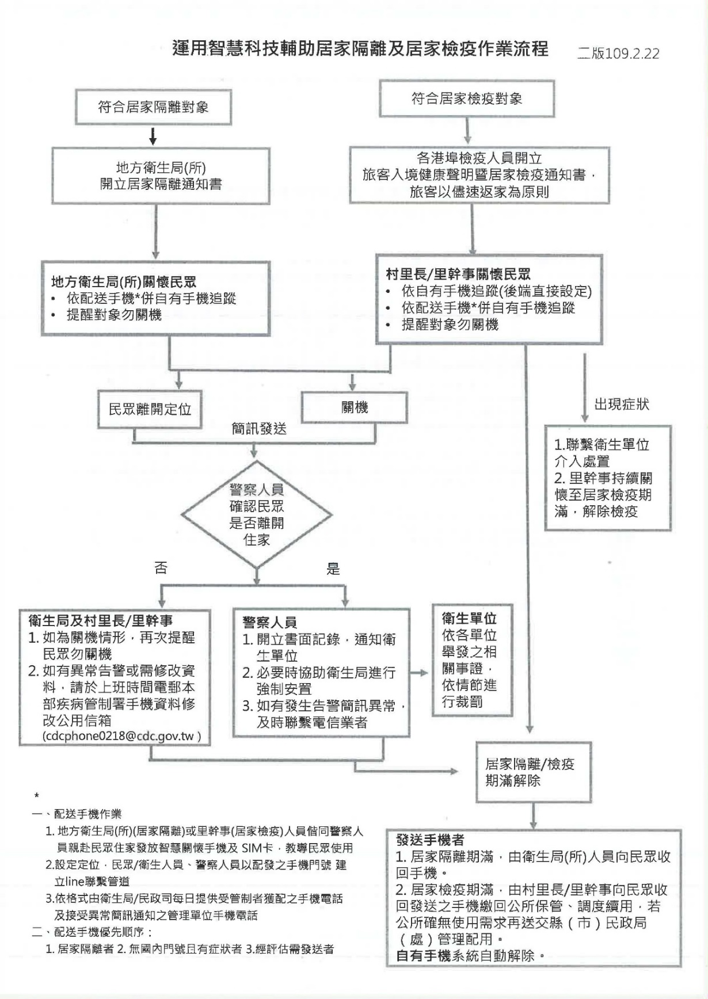 運用智慧科技輔助居家隔離及居家檢疫作業流程
二版109.2.22
符合居家隔離對象
符合居家檢疫對象
地方衛生局(所)
開立居家隔離通知書
各港埠檢疫人員開立
旅客入境健康聲明暨居家檢疫通知書，
旅客以儘速返家為原則
地方衛生局(所)關懷民眾
• 依配送手機*併自有手機追蹤
• 提醒對象勿關機
村里長/里幹事關懷民眾
• 依自有手機追蹤(後端直接設定)
• 依配送手機*併自有手機追蹤
• 提醒對象勿關機
民眾離開定位
關機
簡訊發送
出現症狀
1.聯繫衛生單位
介入處置
2. 里幹事持續關
懷至居家檢疫期
滿，解除檢疫
警察人員
確認民眾
是否離開
住家
否
是
衛生局及村里長/里幹事
1. 如為關機情形，再次提醒
民眾勿關機
2. 如有異常告警或需修改資
料，請於上班時間電郵本
部疾病管制署手機資料修
改公用信箱
(cdcphone0218@cdc.gov.tw )
警察人員
1. 開立書面記錄，通知衛
生單位
2. 必要時協助衛生局進行
強制安置
3. 如有發生告警簡訊異常，
及時聯繫電信業者
衛生單位
依各單位
舉發之相
關事證，
依情節進
行裁罰
居家隔離/檢疫
期滿解除
*
一、配送手機作業
1. 地方衛生局(所)(居家隔離)或里幹事(居家檢疫)人員偕同警察人
員親赴民眾住家發放智慧關懷手機及 SIM卡，教導民眾使用
2.設定定位，民眾/衛生人員、警察人員以配發之手機門號 建
立line聯繫管道
3.依格式由衛生局/民政司每日提供受管制者獲配之手機電話
及接受異常簡訊通知之管理單位手機電話
二、配送手機優先順序：
1. 居家隔離者 2. 無國內門號且有症狀者 3.經評估需發送者
發送手機者
1. 居家隔離期滿，由衛生局(所)人員向民眾收
回手機。
2. 居家檢疫期滿，由村里長/里幹事向民眾收
回發送之手機繳回公所保管、調度續用，若
公所確無使用需求再送交縣（市）民政局
（處）管理配用。
自有手機系統自動解除。